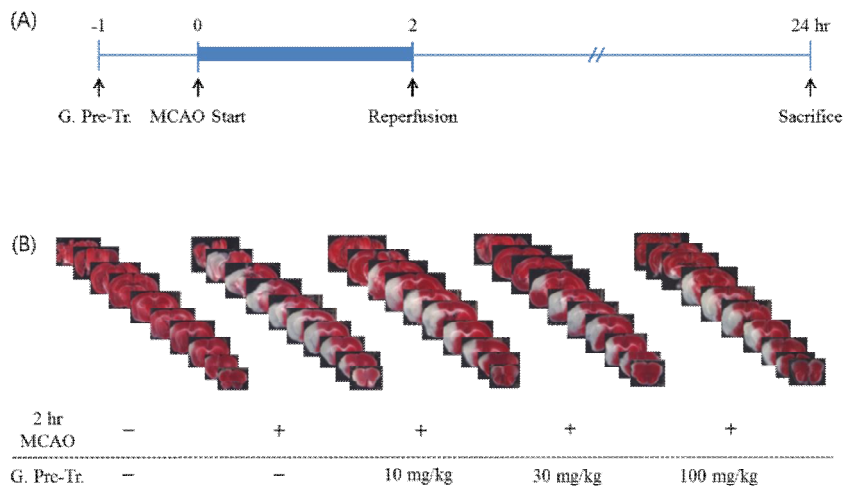 (A)
-1 0 2 24 hr
G. Pre-Tr. MCAO Start Reperfusion Sacrifice
(B)
2 hr
MCAO − + + + +
G. Pre-Tr. − − 10 mg/kg 30 mg/kg 100 mg/kg